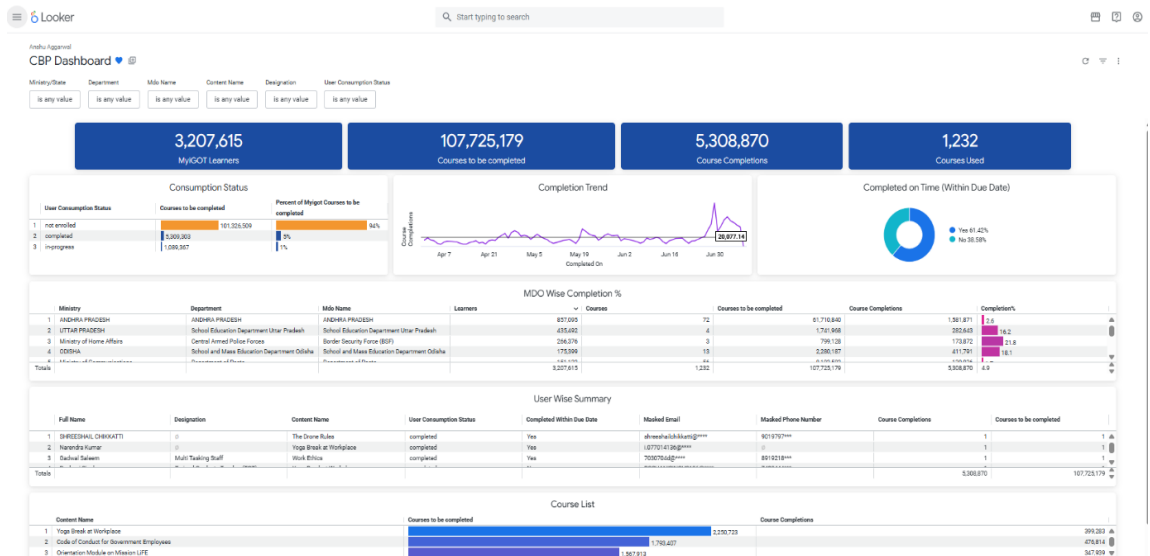 Looker
Start typing to search
Anshu Aggarwal
CBP Dashboard
Ministry/State Department Mdo Name Content Name Designation User Consumption Status
is any value is any value is any value is any value is any value is any value
3,207,615 107,725,179 5,308,870 1,232
MyIGOT Learners Courses to be completed Course Completions Courses Used
Consumption Status
User Consumption Status Courses to be completed Percent of Myigot Courses to be completed
1 not enrolled 101,326,509 94%
2 completed 5,309,303 5%
3 in-progress 1,089,367 1%
Completion Trend
Course Completions
20,077.14
Apr 7 Apr 21 May 5 May 19 Jun 2 Jun 16 Jun 30
Completed On
Completed on Time (Within Due Date)
Yes 61.42%
No 38.58%
MDO Wise Completion %
Ministry Department Mdo Name Learners Courses Courses to be completed Course Completions Completion%
1 ANDHRA PRADESH ANDHRA PRADESH ANDHRA PRADESH 857,095 72 61,710,840 1,581,871 2.6
2 UTTAR PRADESH School Education Department Uttar Pradesh School Education Department Uttar Pradesh 435,492 4 1,741,968 282,643 16.2
3 Ministry of Home Affairs Central Armed Police Forces Border Security Force (BSF) 266,376 3 799,128 173,872 21.8
4 ODISHA School and Mass Education Department Odisha School and Mass Education Department Odisha 175,399 13 2,280,187 411,791 18.1
Totals 3,207,615 1,232 107,725,179 5,308,870 4.9
User Wise Summary
Full Name Designation Content Name User Consumption Status Completed Within Due Date Masked Email Masked Phone Number Course Completions Courses to be completed
1 SHREESHAIL CHIKKATTI ∅ The Drone Rules completed Yes shreeshailchikkatti@**** 9019797*** 1 1
2 Narendra Kumar ∅ Yoga Break at Workplace completed Yes i.077014136@**** ∅ 1 1
3 Dadwal Saleem Multi Tasking Staff Work Ethics completed Yes 7030704d@**** 8919218*** 1 1
Totals 5,308,870 107,725,179
Course List
Content Name Courses to be completed Course Completions
1 Yoga Break at Workplace 2,250,723 399,283
2 Code of Conduct for Government Employees 1,793,407 476,814
3 Orientation Module on Mission LiFE 1,567,913 347,939